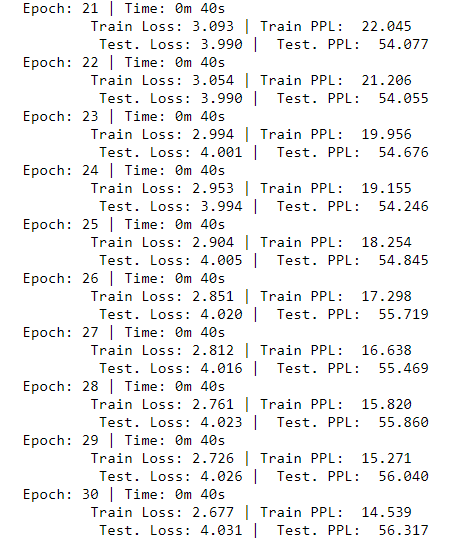 Epoch: 21 | Time: 0m 40s
Train Loss: 3.093 | Train PPL: 22.045
Test. Loss: 3.990 | Test. PPL: 54.077
Epoch: 22 | Time: 0m 40s
Train Loss: 3.054 | Train PPL: 21.206
Test. Loss: 3.990 | Test. PPL: 54.055
Epoch: 23 | Time: 0m 40s
Train Loss: 2.994 | Train PPL: 19.956
Test. Loss: 4.001 | Test. PPL: 54.676
Epoch: 24 | Time: 0m 40s
Train Loss: 2.953 | Train PPL: 19.155
Test. Loss: 3.994 | Test. PPL: 54.246
Epoch: 25 | Time: 0m 40s
Train Loss: 2.904 | Train PPL: 18.254
Test. Loss: 4.005 | Test. PPL: 54.845
Epoch: 26 | Time: 0m 40s
Train Loss: 2.851 | Train PPL: 17.298
Test. Loss: 4.020 | Test. PPL: 55.719
Epoch: 27 | Time: 0m 40s
Train Loss: 2.812 | Train PPL: 16.638
Test. Loss: 4.016 | Test. PPL: 55.469
Epoch: 28 | Time: 0m 40s
Train Loss: 2.761 | Train PPL: 15.820
Test. Loss: 4.023 | Test. PPL: 55.860
Epoch: 29 | Time: 0m 40s
Train Loss: 2.726 | Train PPL: 15.271
Test. Loss: 4.026 | Test. PPL: 56.040
Epoch: 30 | Time: 0m 40s
Train Loss: 2.677 | Train PPL: 14.539
Test. Loss: 4.031 | Test. PPL: 56.317